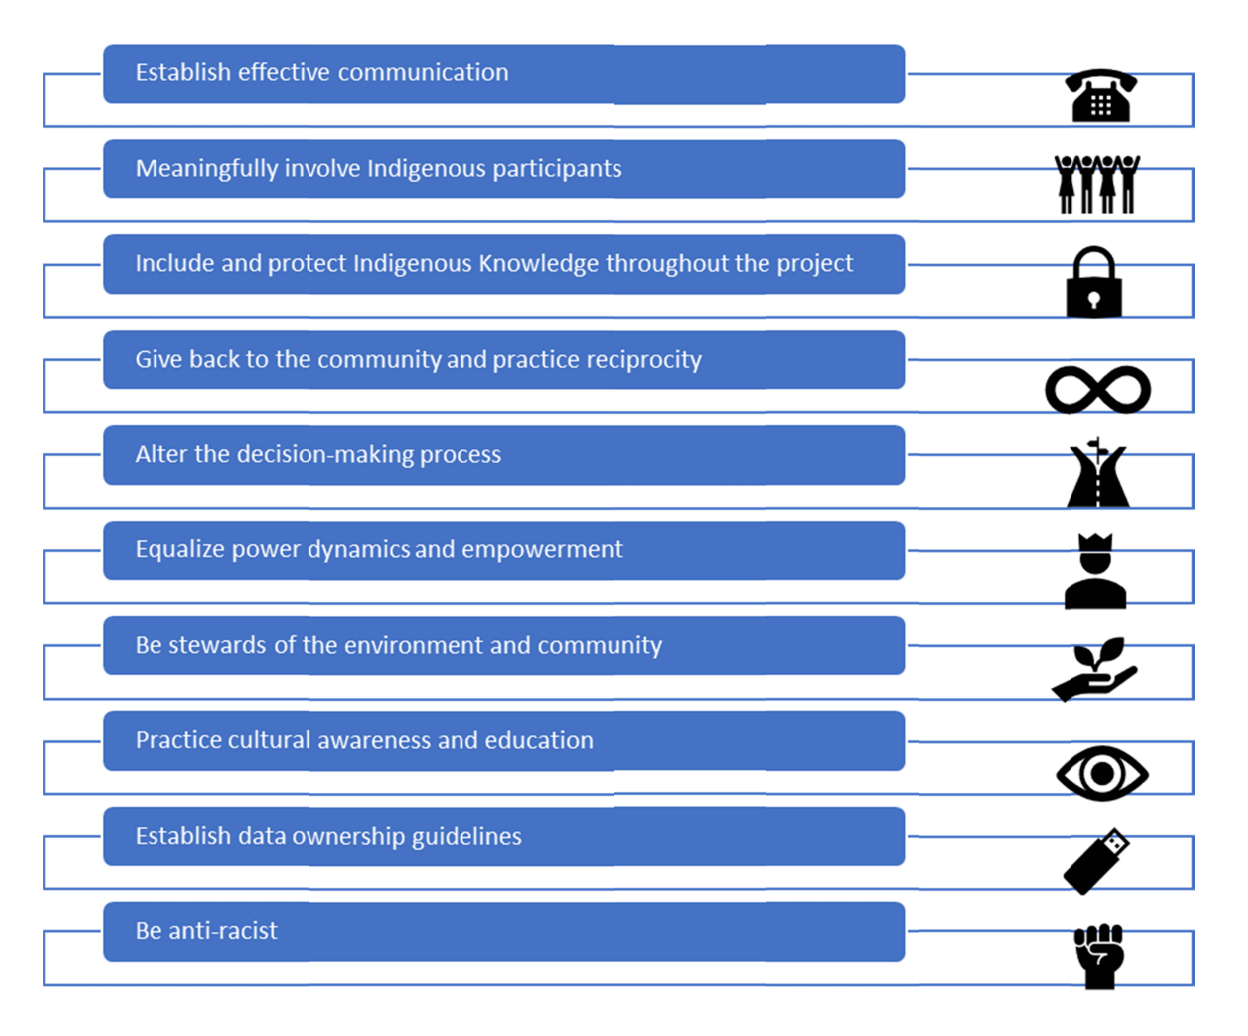 Establish effective communication
Meaningfully involve Indigenous participants
Include and protect Indigenous Knowledge throughout the project
Give back to the community and practice reciprocity
Alter the decision-making process
Equalize power dynamics and empowerment
Be stewards of the environment and community
Practice cultural awareness and education
Establish data ownership guidelines
Be anti-racist